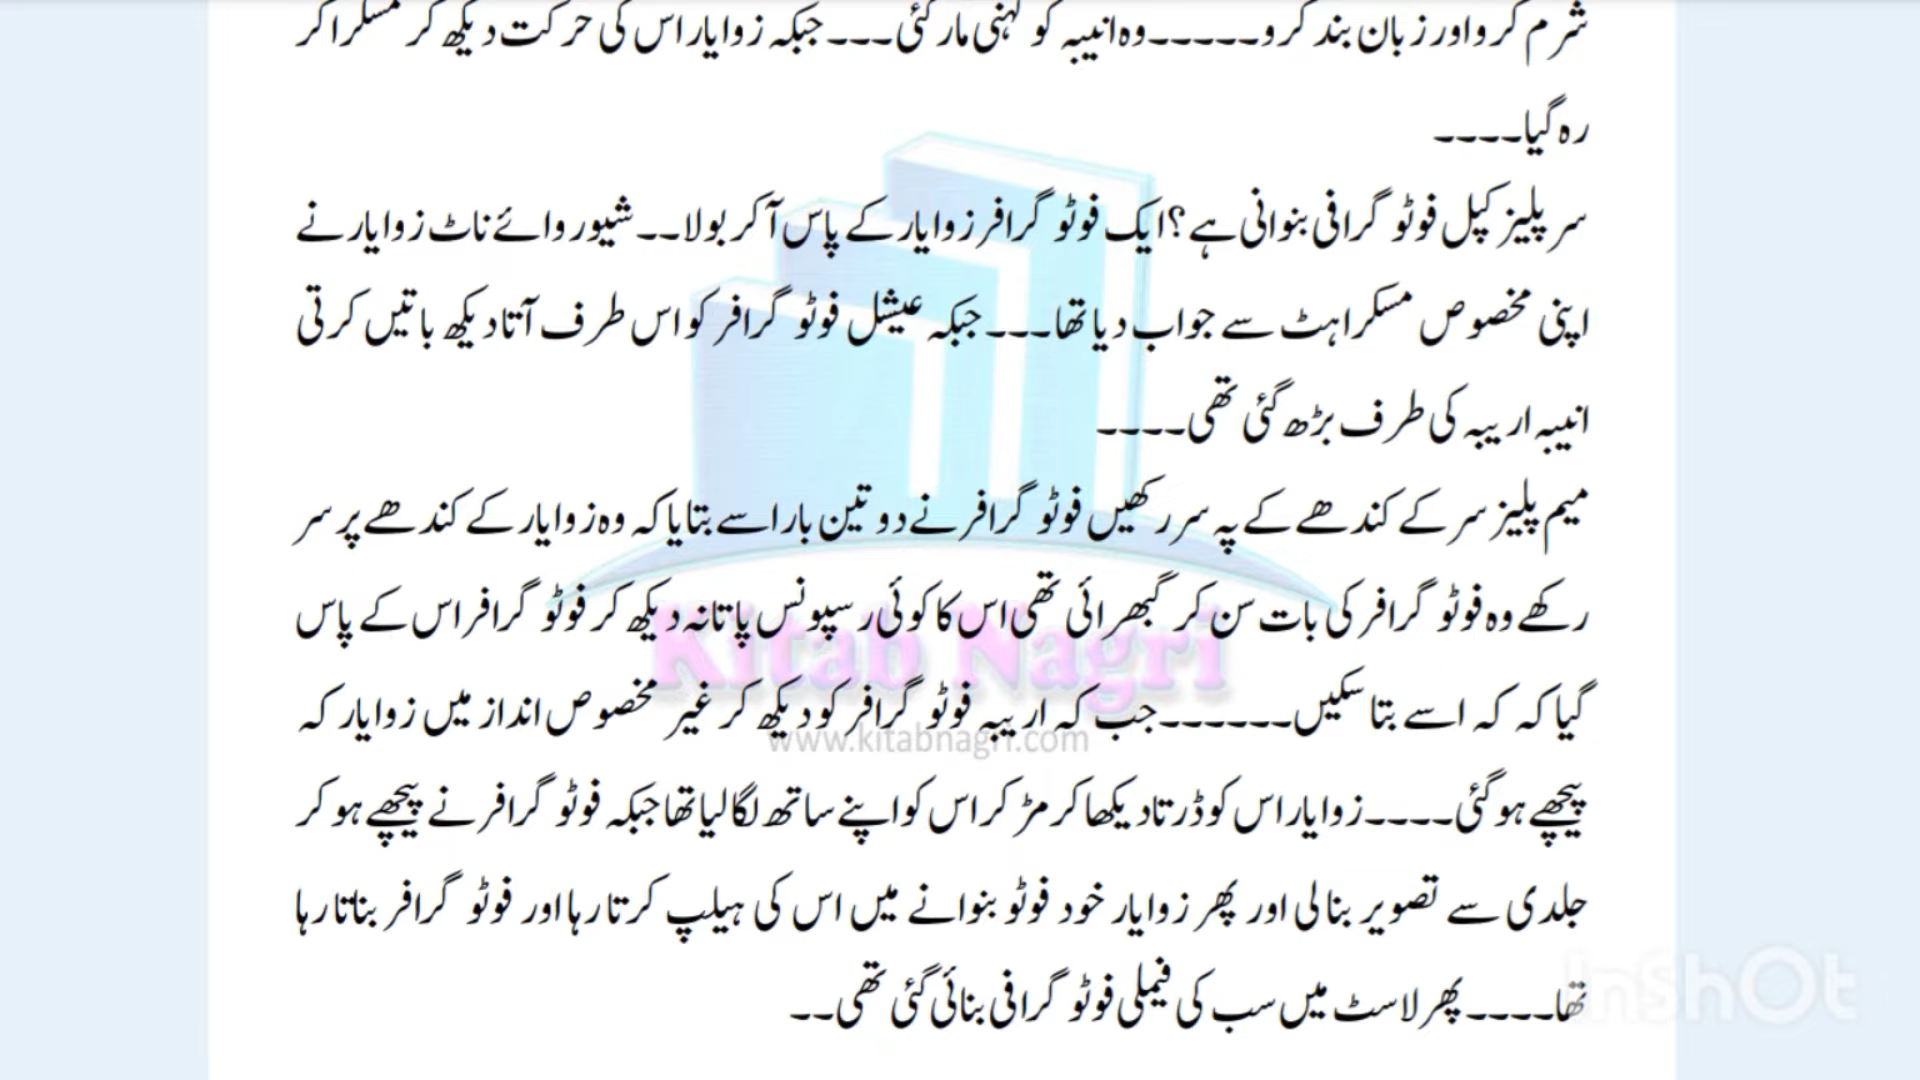 شرم کرو اور زبان بند کرو۔۔۔۔۔۔وہ انیبہ کو کہنی مار گئی۔۔۔جبکہ زوایار اس کی حرکت دیکھ کر مسکرا کر
رہ گیا۔۔۔۔
سر پلیز کپل فوٹو گرافی بنوانی ہے؟ ایک فوٹو گرافر زوایار کے پاس آ کر بولا۔۔شیور وائے ناٹ زوایار نے
اپنی مخصوص مسکراہٹ سے جواب دیا تھا۔۔۔جبکہ عیشل فوٹو گرافر کو اس طرف آتا دیکھ باتیں کرتی
انیبہ اریبہ کی طرف بڑھ گئی تھی۔۔۔۔
میم پلیز سر کے کندھے کے پہ سر رکھیں فوٹو گرافر نے دو تین بار اسے بتایا کہ وہ زوایار کے کندھے پر سر
رکھے وہ فوٹو گرافر کی بات سن کر گھبرائی تھی اس کا کوئی رسپونس پاتا نہ دیکھ کر فوٹو گرافر اس کے پاس
گیا کہ کہ اسے بتا سکیں۔۔۔۔۔۔جب کہ اریبہ فوٹو گرافر کو دیکھ کر غیر مخصوص انداز میں زوایار کہ
پیچھے ہو گئی۔۔۔۔زوایار اس کو ڈرتا دیکھا کر مڑ کر اس کو اپنے ساتھ لگا لیا تھا جبکہ فوٹو گرافر نے پیچھے ہو کر
جلدی سے تصویر بنا لی اور پھر زوایار خود فوٹو بنوانے میں اس کی ہیلپ کرتا رہا اور فوٹو گرافر بناتا رہا
تھا۔۔۔۔پھر لاسٹ میں سب کی فیملی فوٹو گرافی بنائی گئی تھی۔۔
Kitab Nagri
www.kitabnagri.com
InShOt